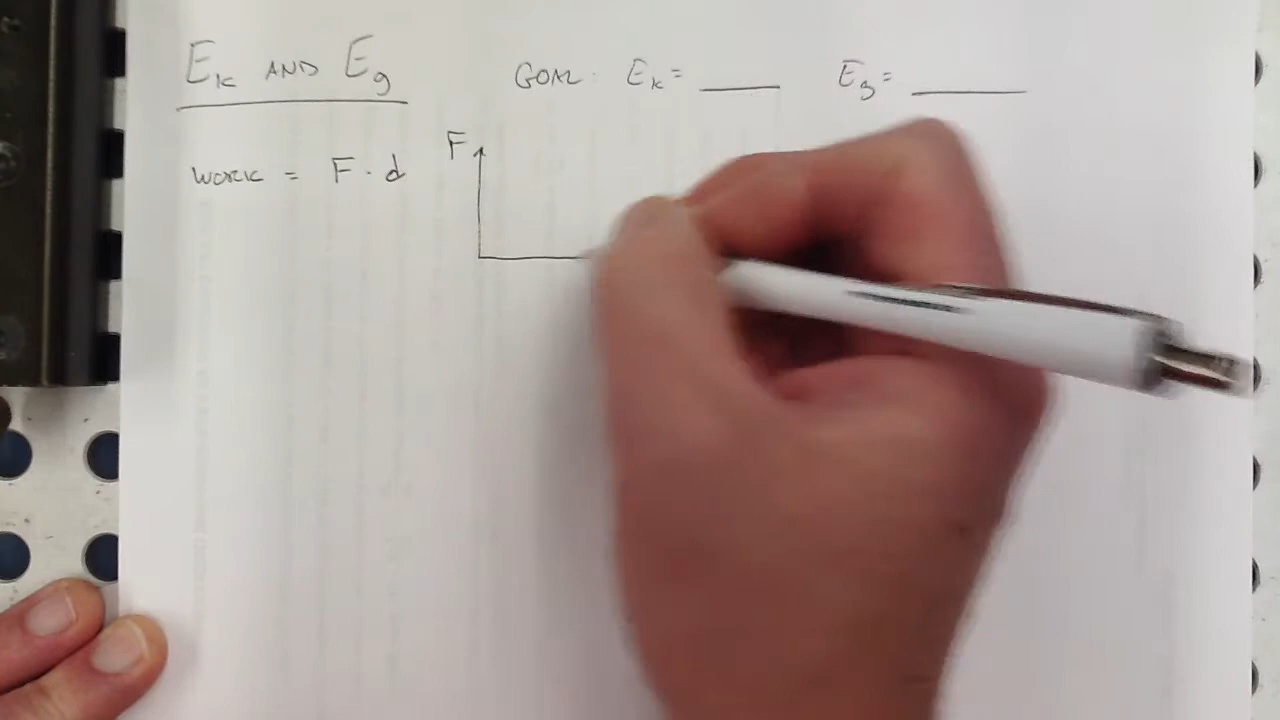 Ek AND Eg
GOAL: Ek = ____ Eg = ____
WORK = F · d
F